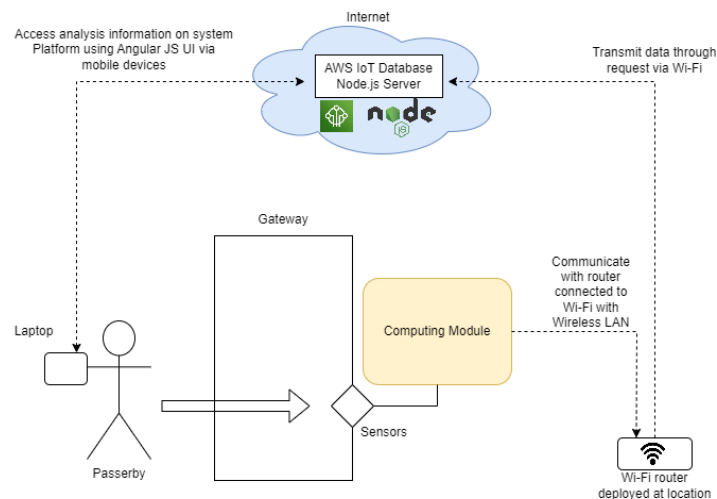 Internet
Access analysis information on system
Platform using Angular JS UI via
mobile devices
AWS IoT Database
Node.js Server
node
JS
Transmit data through
request via Wi-Fi
Gateway
Communicate
with router
connected to
Wi-Fi with
Wireless LAN
Computing Module
Laptop
Sensors
Passerby
Wi-Fi router
deployed at location